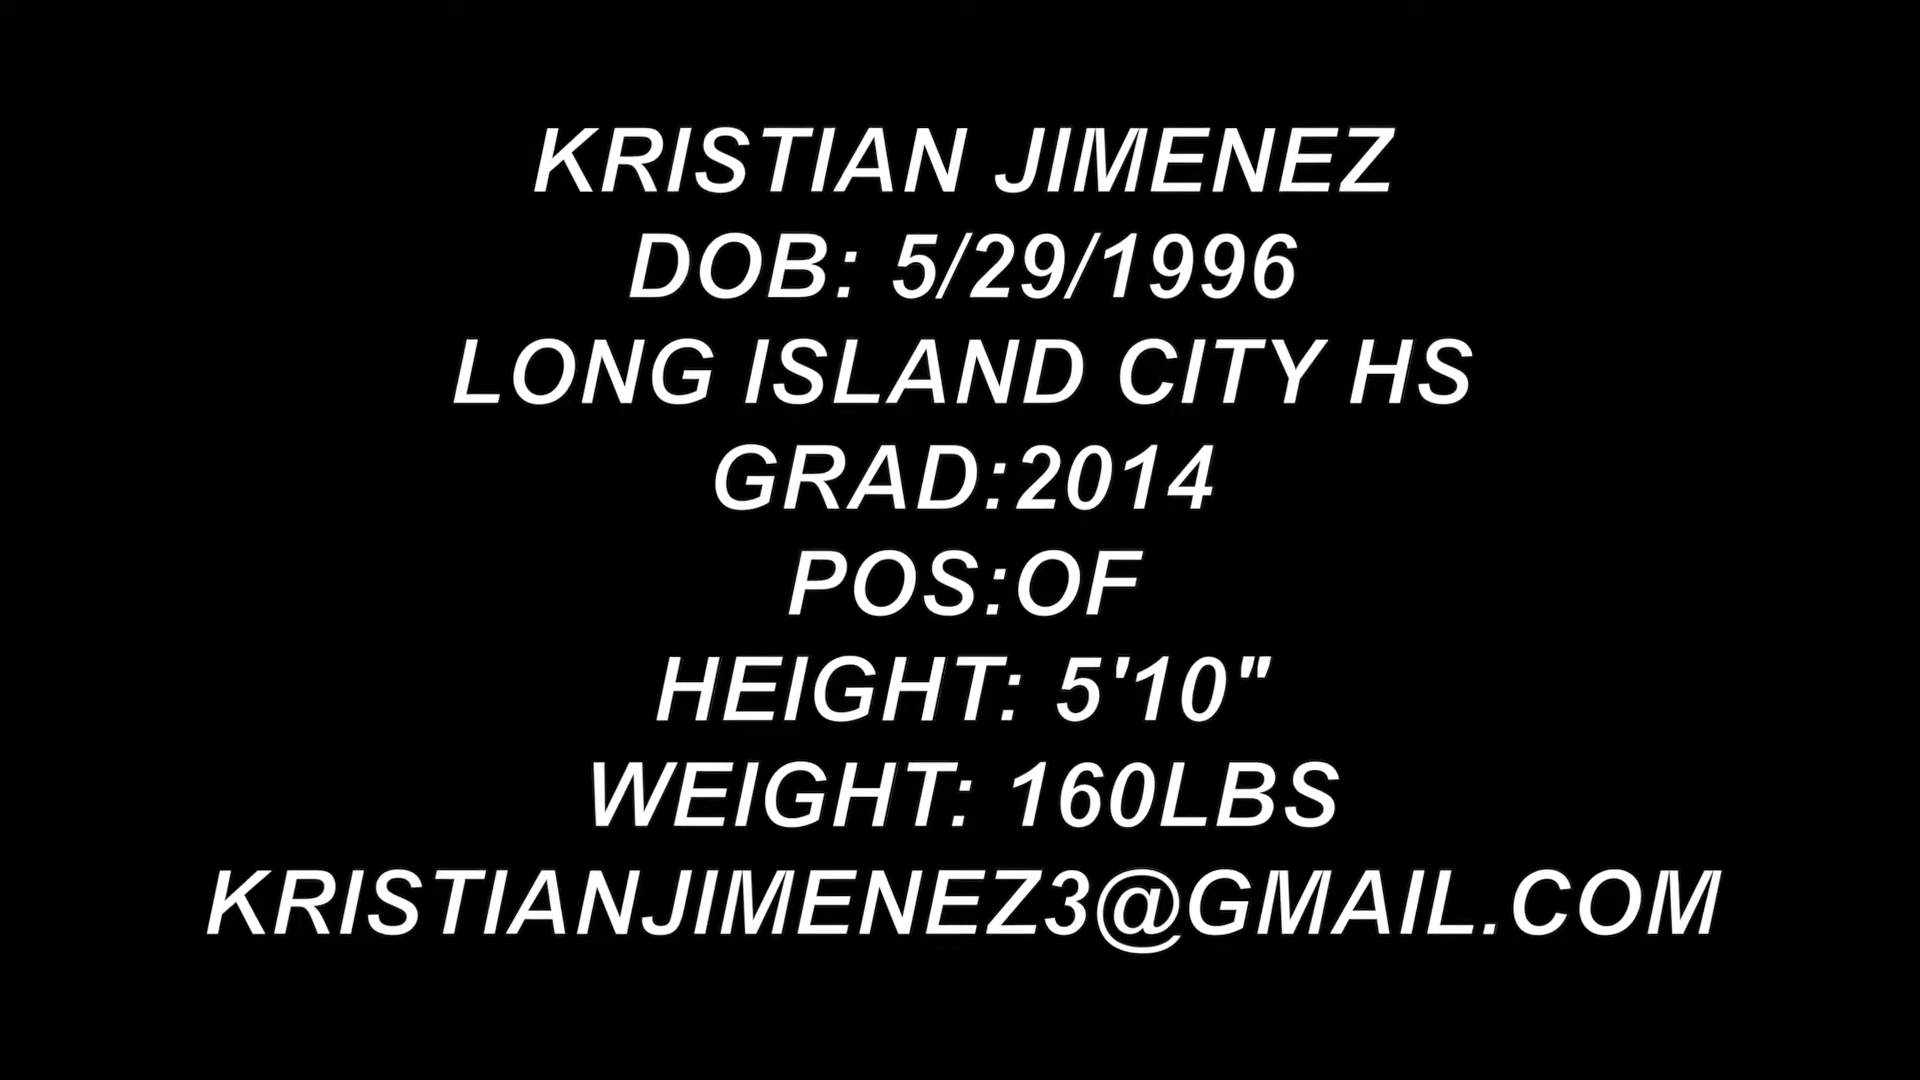 KRISTIAN JIMENEZ
DOB: 5/29/1996
LONG ISLAND CITY HS
GRAD:2014
POS:OF
HEIGHT: 5'10"
WEIGHT: 160LBS
KRISTIANJIMENEZ3@GMAIL.COM